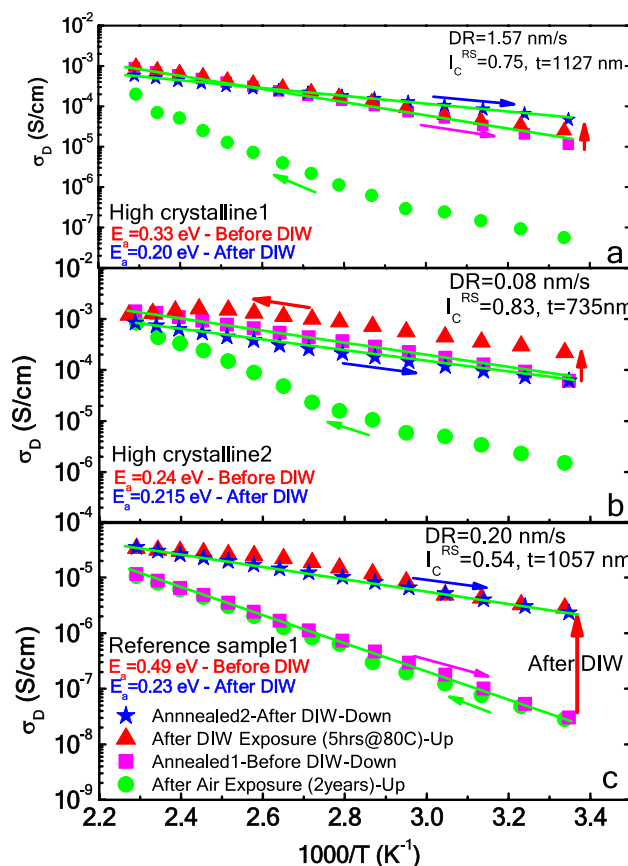 DR=1.57 nm/s
I_C^RS=0.75, t=1127 nm
10^-1
10^-2
10^-3
10^-4
10^-5
10^-6
10^-7
10^-2
σ_D (S/cm)
High crystalline1
E_a=0.33 eV - Before DIW
E_a=0.20 eV - After DIW
a
DR=0.08 nm/s
I_C^RS=0.83, t=735nm
10^-3
10^-4
10^-5
10^-6
10^-4
σ_D (S/cm)
High crystalline2
E_a=0.24 eV - Before DIW
E_a=0.215 eV - After DIW
b
DR=0.20 nm/s
I_C^RS=0.54, t=1057 nm
10^-5
10^-6
10^-7
10^-8
10^-9
σ_D (S/cm)
Reference sample1
E_a=0.49 eV - Before DIW
E_a=0.23 eV - After DIW
After DIW
Annnealed2-After DIW-Down
After DIW Exposure (5hrs@80C)-Up
Annealed1-Before DIW-Down
After Air Exposure (2years)-Up
c
2.2 2.4 2.6 2.8 3.0 3.2 3.4
1000/T (K^-1)